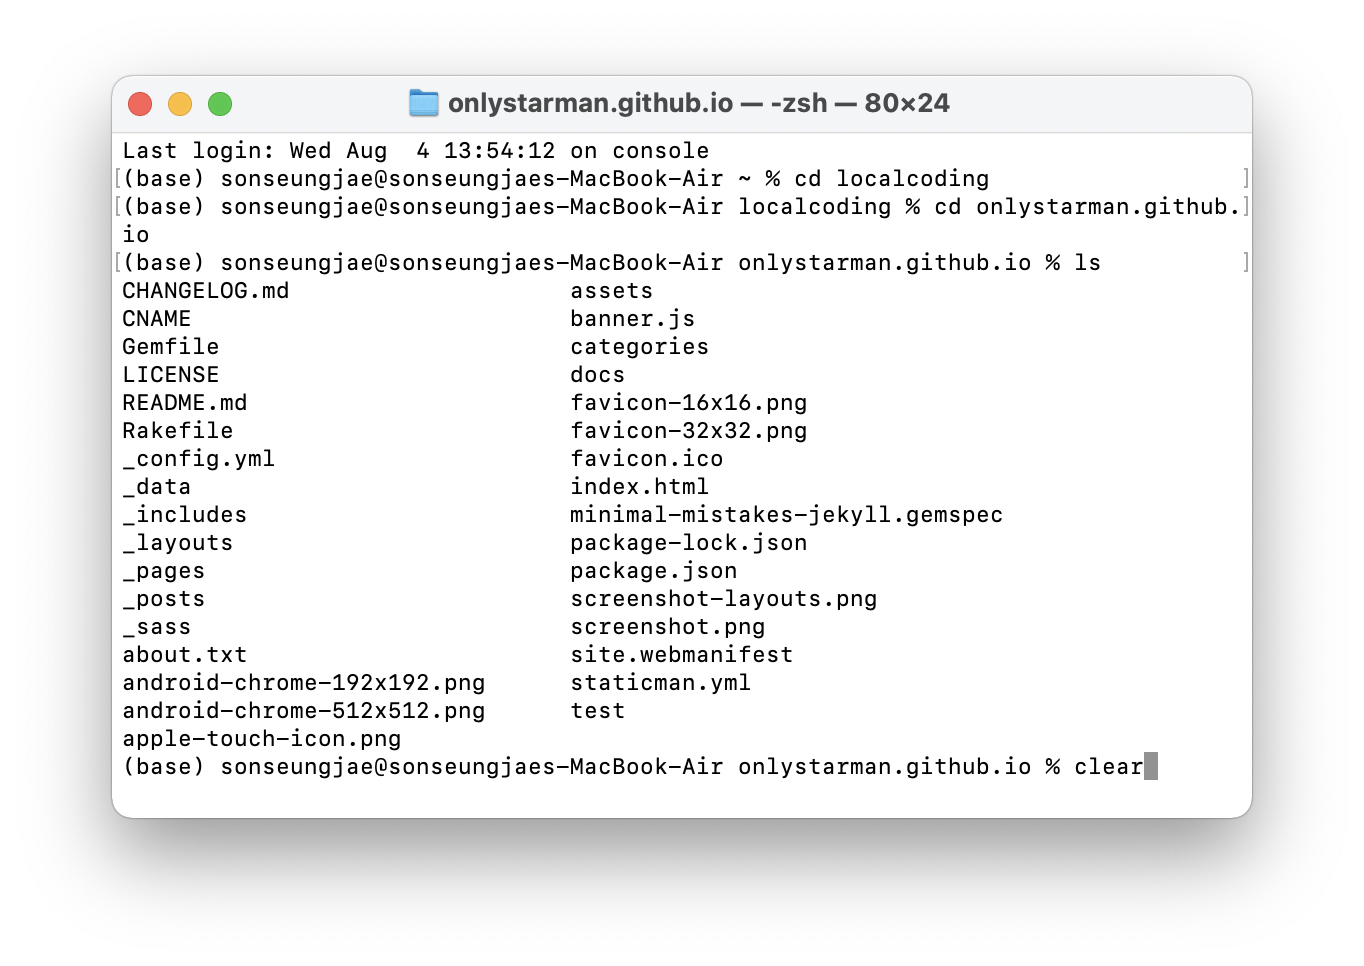 onlystarman.github.io — -zsh — 80×24
Last login: Wed Aug  4 13:54:12 on console
[(base) sonseungjae@sonseungjaes-MacBook-Air ~ % cd localcoding ]
[(base) sonseungjae@sonseungjaes-MacBook-Air localcoding % cd onlystarman.github.]
io
[(base) sonseungjae@sonseungjaes-MacBook-Air onlystarman.github.io % ls ]
CHANGELOG.md assets
CNAME banner.js
Gemfile categories
LICENSE docs
README.md favicon-16x16.png
Rakefile favicon-32x32.png
_config.yml favicon.ico
_data index.html
_includes minimal-mistakes-jekyll.gemspec
_layouts package-lock.json
_pages package.json
_posts screenshot-layouts.png
_sass screenshot.png
about.txt site.webmanifest
android-chrome-192x192.png staticman.yml
android-chrome-512x512.png test
apple-touch-icon.png
(base) sonseungjae@sonseungjaes-MacBook-Air onlystarman.github.io % clear